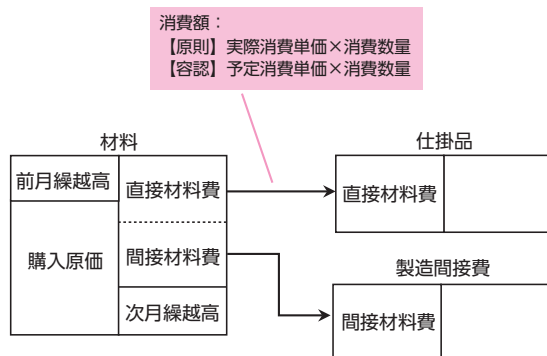 消費額：
【原則】実際消費単価×消費数量
【容認】予定消費単価×消費数量
材料
前月繰越高
購入原価
直接材料費
間接材料費
次月繰越高
仕掛品
直接材料費
製造間接費
間接材料費